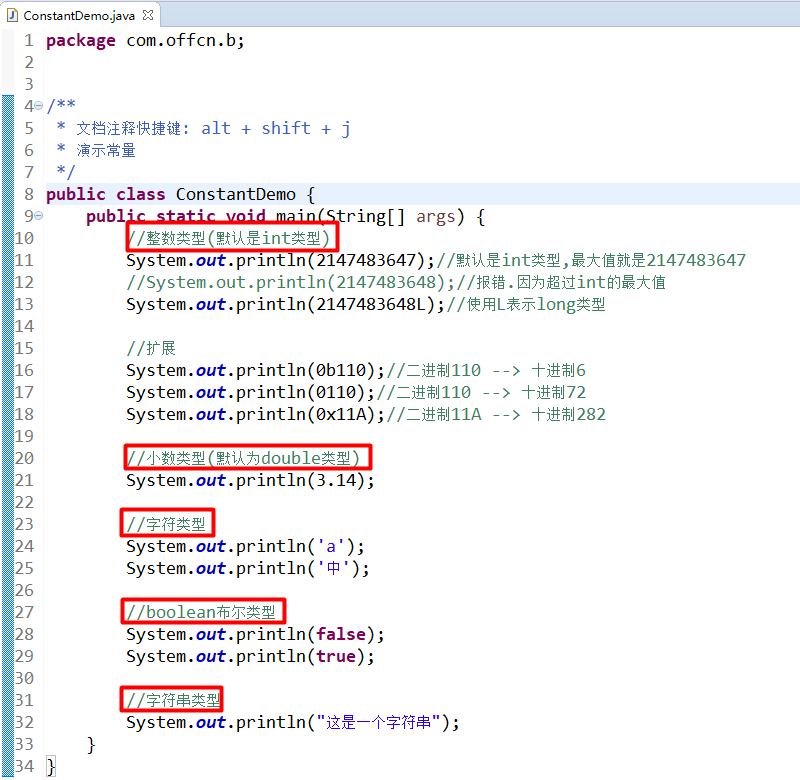 ConstantDemo.java
1 package com.offcn.b;
2
3
4 /**
5  * 文档注释快捷键: alt + shift + j
6  * 演示常量
7  */
8 public class ConstantDemo {
9     public static void main(String[] args) {
10         //整数类型(默认是int类型)
11         System.out.println(2147483647);//默认是int类型,最大值就是2147483647
12         //System.out.println(2147483648);//报错.因为超过int的最大值
13         System.out.println(2147483648L);//使用L表示long类型
14
15         //扩展
16         System.out.println(0b110);//二进制110 --> 十进制6
17         System.out.println(0110);//二进制110 --> 十进制72
18         System.out.println(0x11A);//二进制11A --> 十进制282
19
20         //小数类型(默认为double类型)
21         System.out.println(3.14);
22
23         //字符类型
24         System.out.println('a');
25         System.out.println('中');
26
27         //boolean布尔类型
28         System.out.println(false);
29         System.out.println(true);
30
31         //字符串类型
32         System.out.println("这是一个字符串");
33     }
34 }